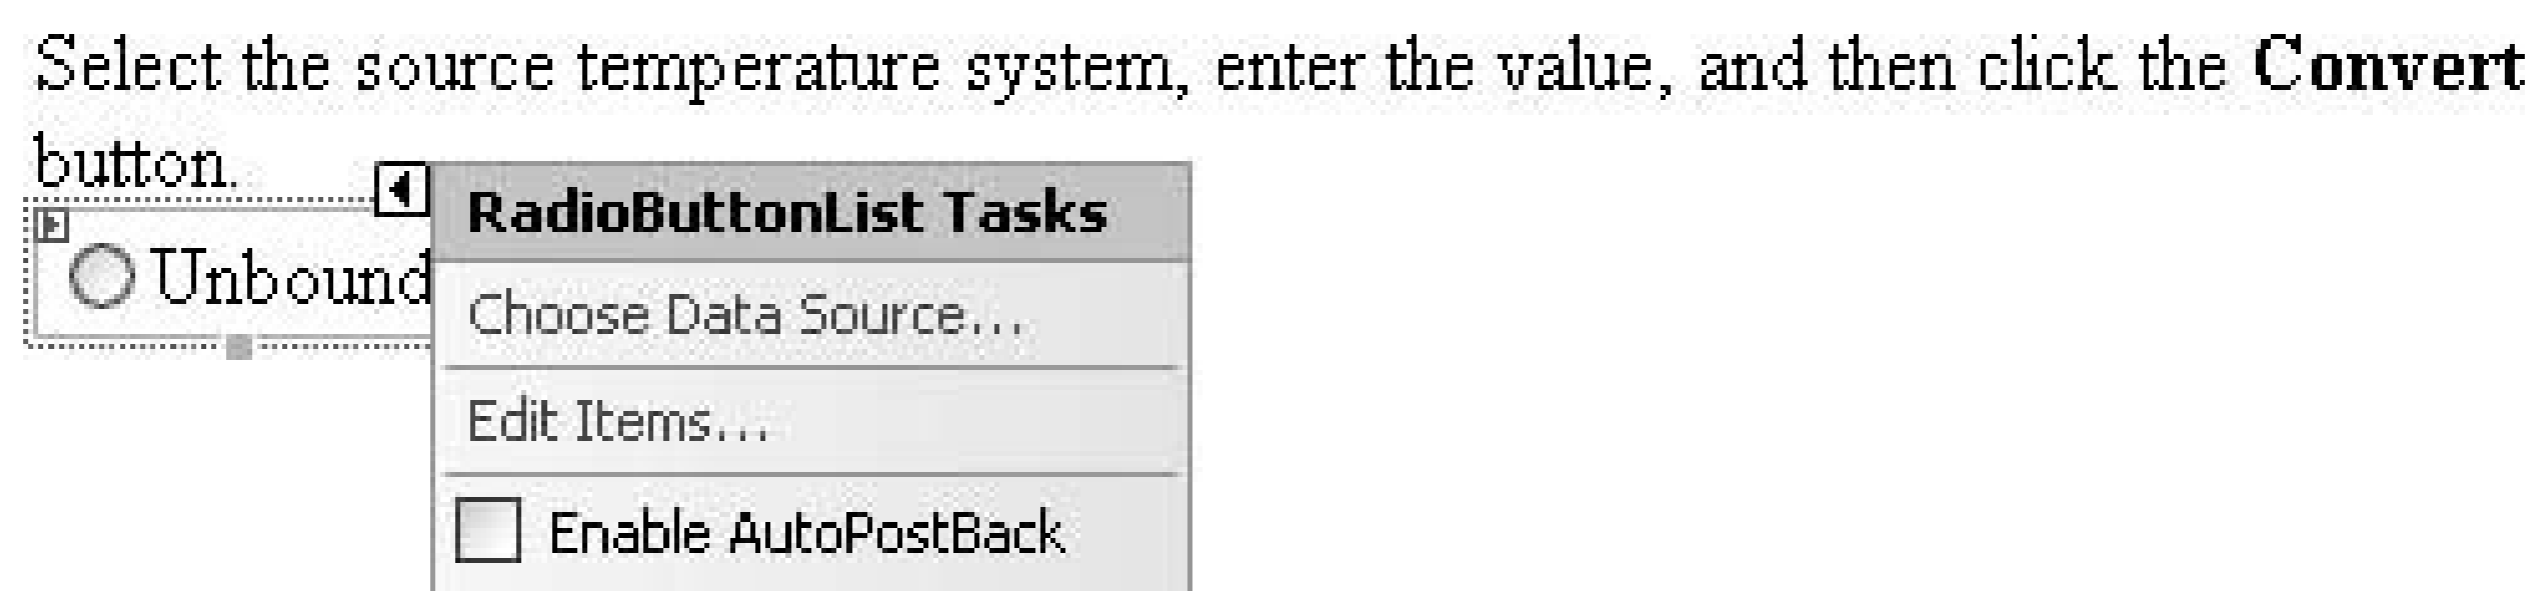 Select the source temperature system, enter the value, and then click the Convert
button.
RadioButtonList Tasks
Unbound
Choose Data Source...
Edit Items...
Enable AutoPostBack